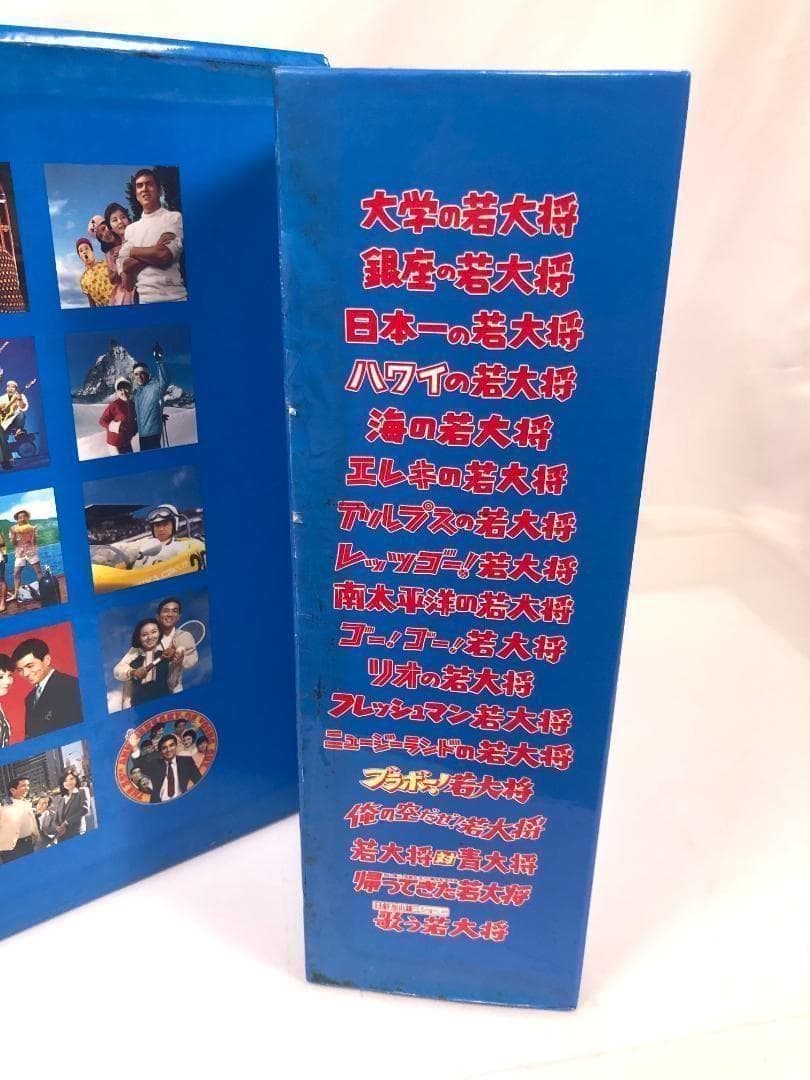 大学の若大将
銀座の若大将
日本一の若大将
ハワイの若大将
海の若大将
エレキの若大将
アルプスの若大将
レッツゴー!若大将
南太平洋の若大将
ゴー!ゴー!若大将
リオの若大将
フレッシュマン若大将
ニュージーランドの若大将
ブラボー!若大将
俺の空だぜ!若大将
若大将対青大将
帰ってきた若大将
歌う若大将